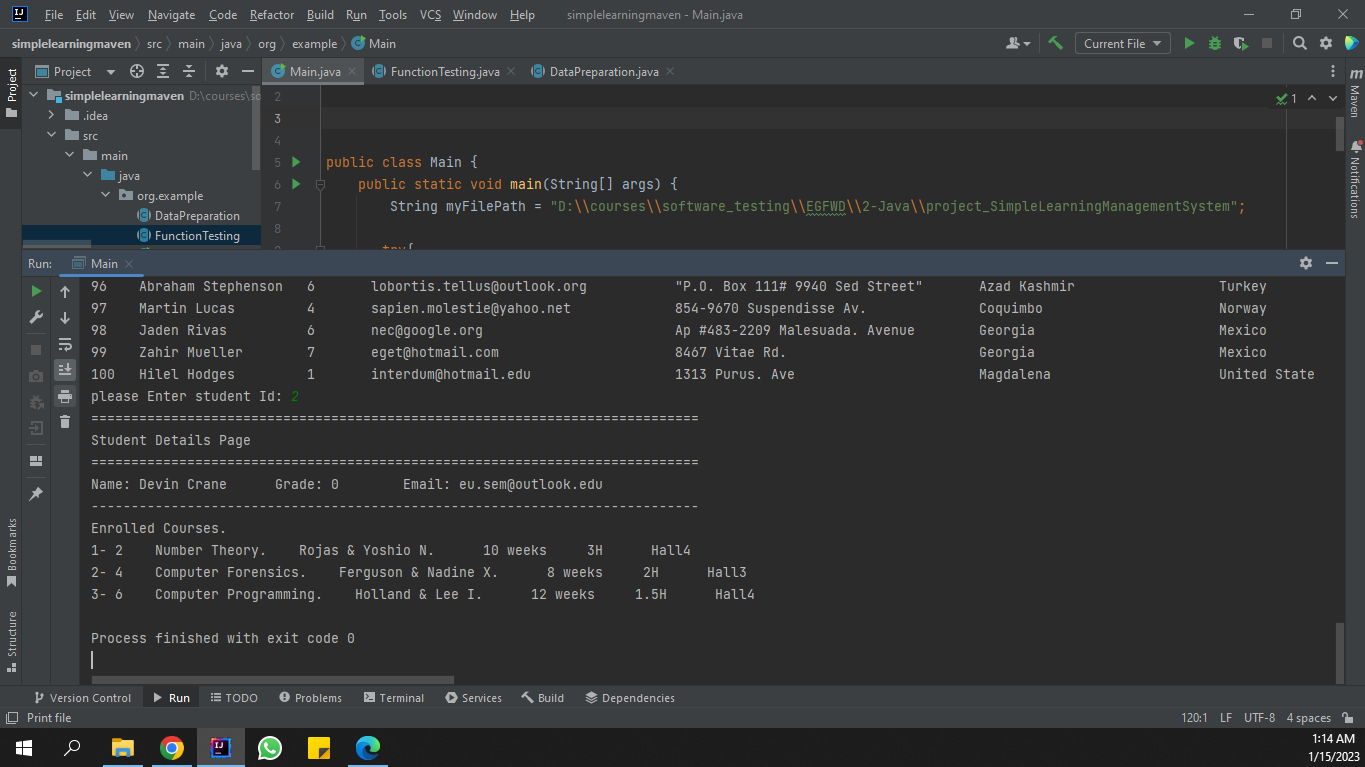 File Edit View Navigate Code Refactor Build Run Tools VCS Window Help simplelearningmaven - Main.java
simplelearningmaven src main java org example Main Current File
Project Main.java FunctionTesting.java DataPreparation.java
Project
simplelearningmaven D:\courses\so
.idea
src
main
java
org.example
DataPreparation
FunctionTesting
2
3
4
5 public class Main {
6 public static void main(String[] args) {
7 String myFilePath = "D:\\courses\\software_testing\\EGFWD\\2-Java\\project_SimpleLearningManagementSystem";
8
try{
1
Maven
Notifications
Run: Main
96 Abraham Stephenson 6 lobortis.tellus@outlook.org "P.O. Box 111# 9940 Sed Street" Azad Kashmir Turkey
97 Martin Lucas 4 sapien.molestie@yahoo.net 854-9670 Suspendisse Av. Coquimbo Norway
98 Jaden Rivas 6 nec@google.org Ap #483-2209 Malesuada. Avenue Georgia Mexico
99 Zahir Mueller 7 eget@hotmail.com 8467 Vitae Rd. Georgia Mexico
100 Hilel Hodges 1 interdum@hotmail.edu 1313 Purus. Ave Magdalena United State
please Enter student Id: 2
============================================================================
Student Details Page
============================================================================
Name: Devin Crane Grade: 0 Email: eu.sem@outlook.edu
----------------------------------------------------------------------------
Enrolled Courses.
1- 2 Number Theory. Rojas & Yoshio N. 10 weeks 3H Hall4
2- 4 Computer Forensics. Ferguson & Nadine X. 8 weeks 2H Hall3
3- 6 Computer Programming. Holland & Lee I. 12 weeks 1.5H Hall4
Process finished with exit code 0
Bookmarks
Structure
Version Control Run TODO Problems Terminal Services Build Dependencies
Print file 120:1 LF UTF-8 4 spaces
1:14 AM
1/15/2023